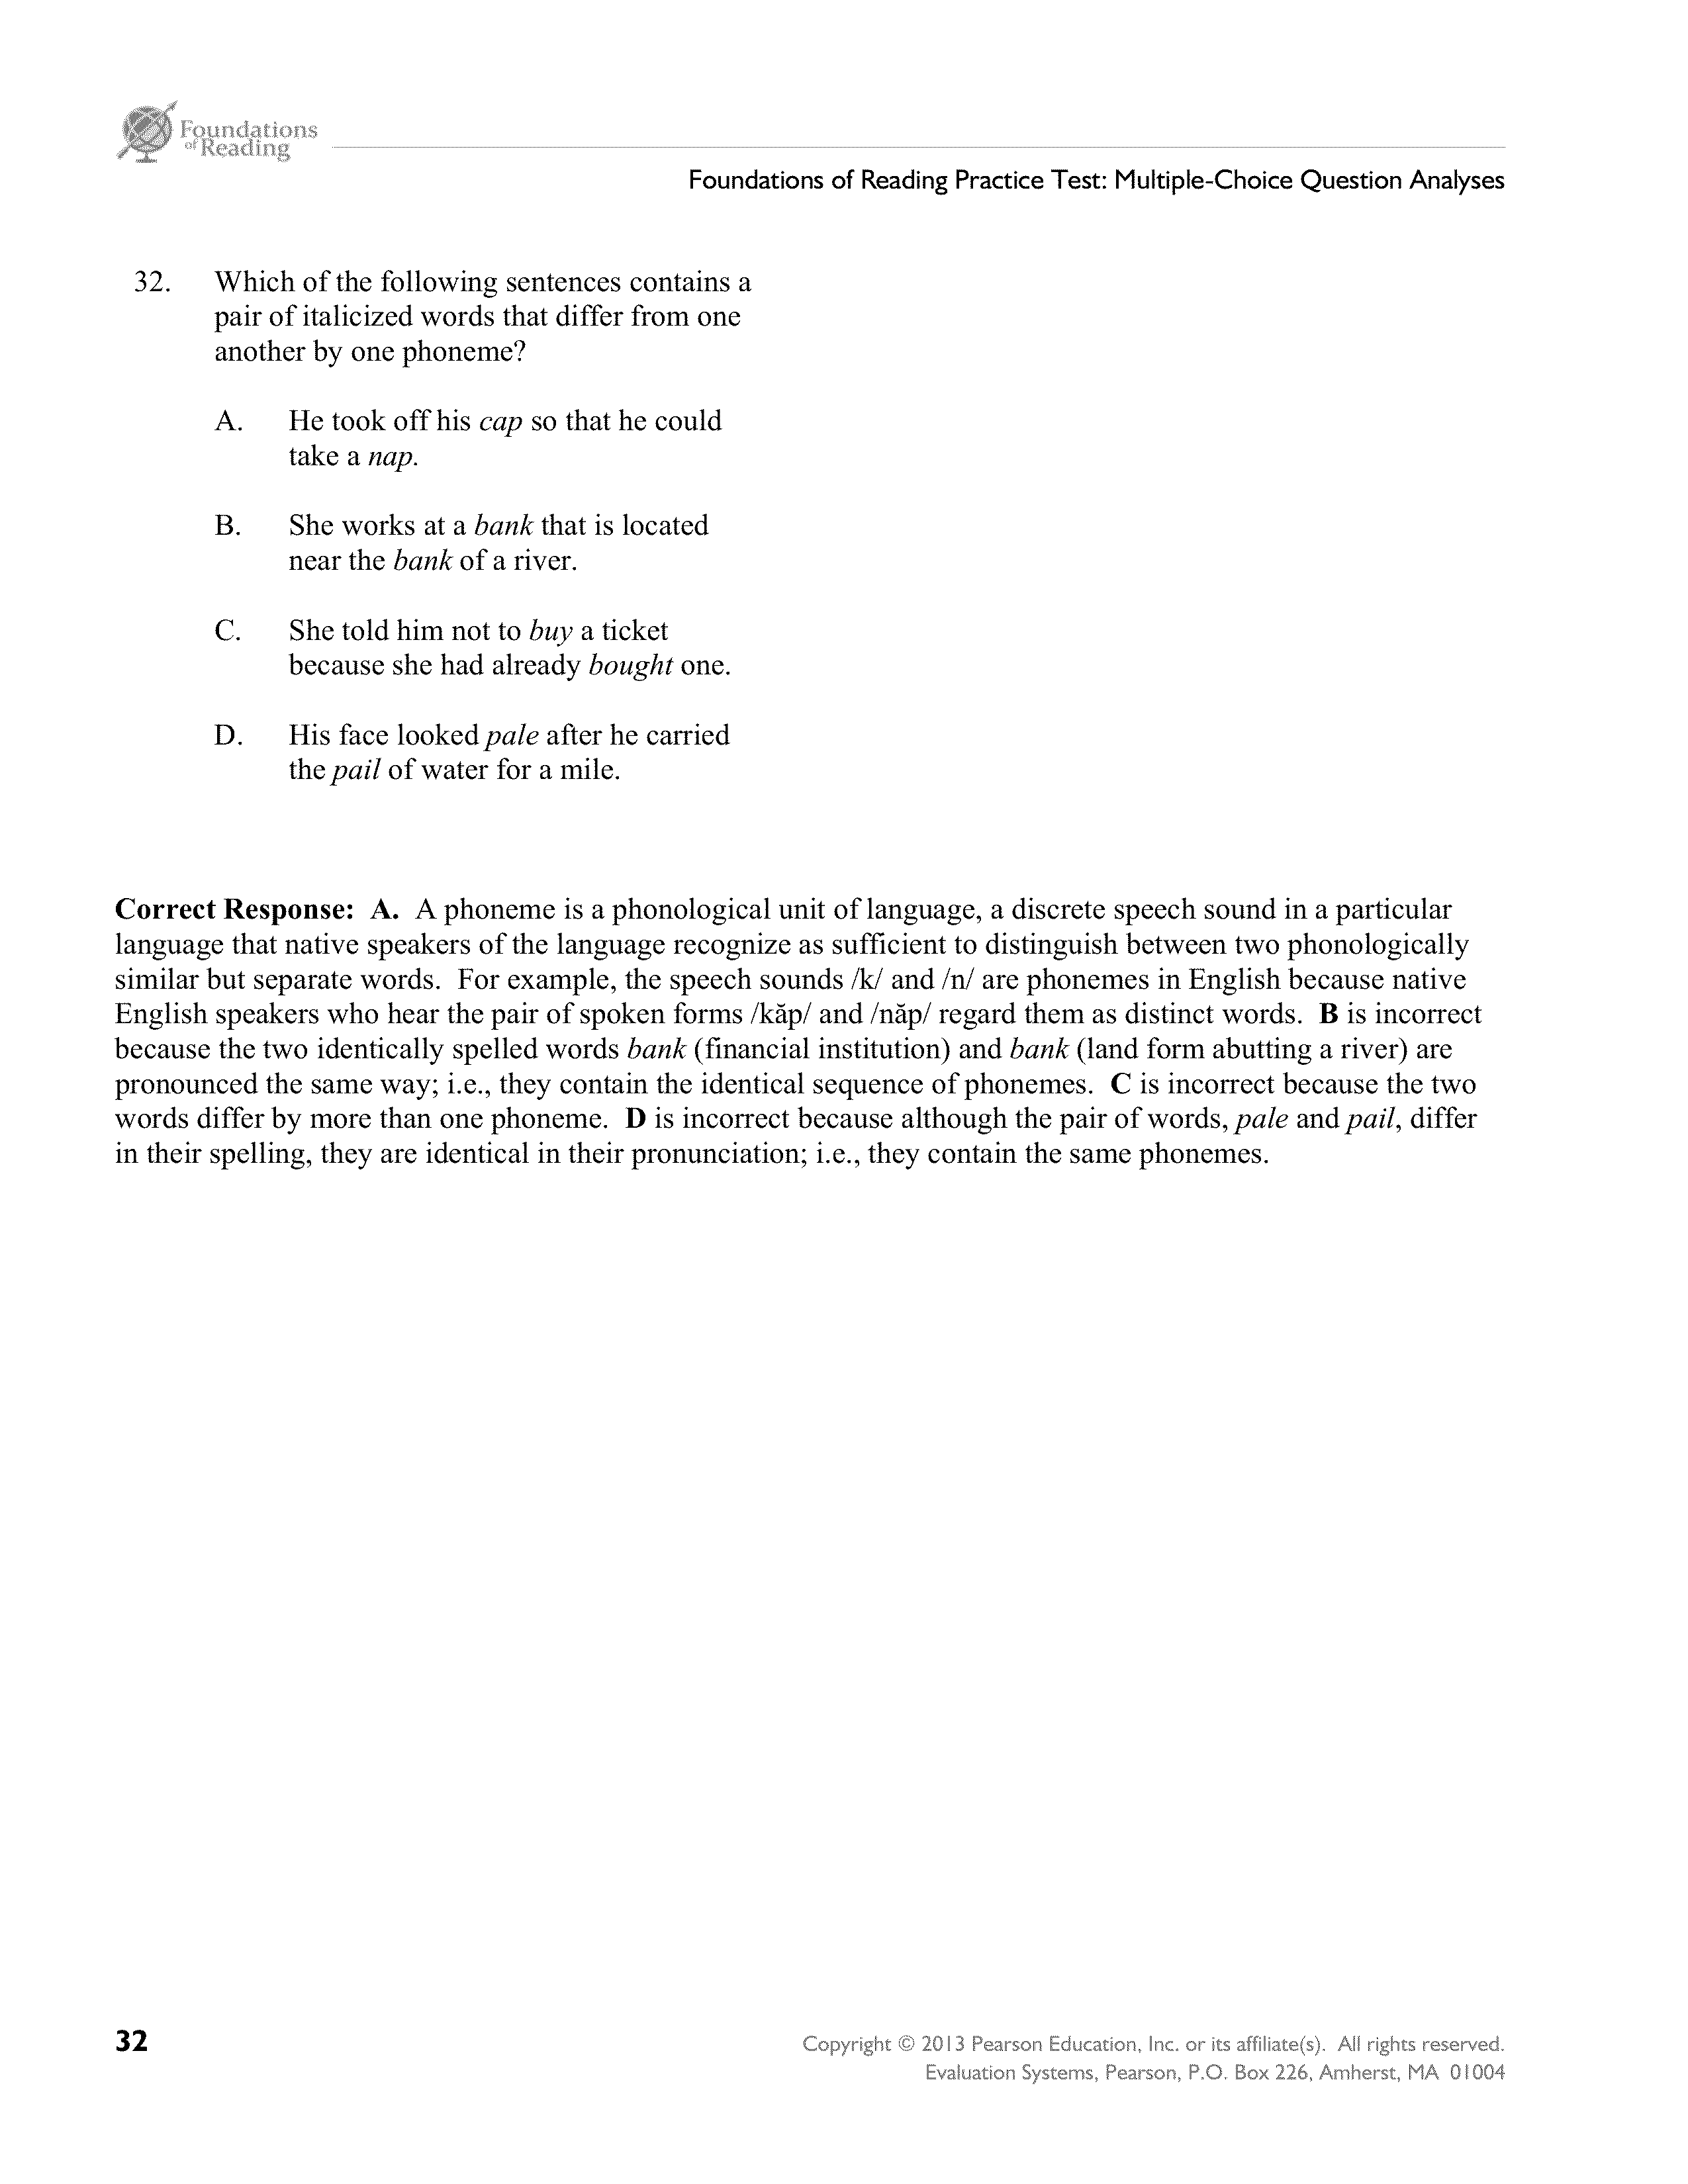 Foundations
of Reading
Foundations of Reading Practice Test: Multiple-Choice Question Analyses
32. Which of the following sentences contains a
pair of italicized words that differ from one
another by one phoneme?
A. He took off his cap so that he could
take a nap.
B. She works at a bank that is located
near the bank of a river.
C. She told him not to buy a ticket
because she had already bought one.
D. His face looked pale after he carried
the pail of water for a mile.
Correct Response: A. A phoneme is a phonological unit of language, a discrete speech sound in a particular
language that native speakers of the language recognize as sufficient to distinguish between two phonologically
similar but separate words. For example, the speech sounds /k/ and /n/ are phonemes in English because native
English speakers who hear the pair of spoken forms /kăp/ and /năp/ regard them as distinct words. B is incorrect
because the two identically spelled words bank (financial institution) and bank (land form abutting a river) are
pronounced the same way; i.e., they contain the identical sequence of phonemes. C is incorrect because the two
words differ by more than one phoneme. D is incorrect because although the pair of words, pale and pail, differ
in their spelling, they are identical in their pronunciation; i.e., they contain the same phonemes.
32
Copyright © 2013 Pearson Education, Inc. or its affiliate(s). All rights reserved.
Evaluation Systems, Pearson, P.O. Box 226, Amherst, MA 01004